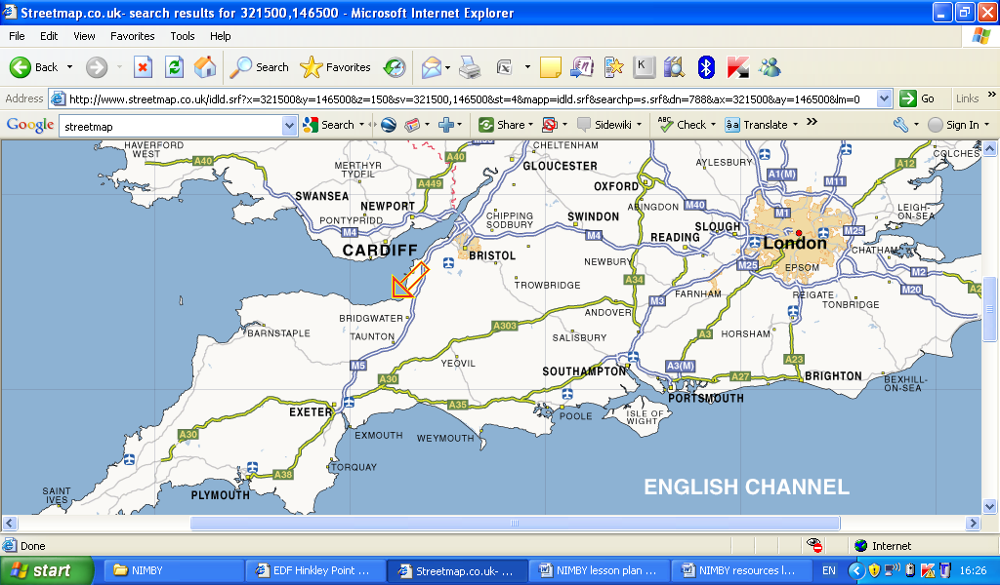 Streetmap.co.uk- search results for 321500,146500 - Microsoft Internet Explorer
File Edit View Favorites Tools Help
Back Search Favorites
Address http://www.streetmap.co.uk/idld.srf?x=321500&y=146500&z=150&sv=321500,146500&st=4&mapp=idld.srf&searchp=s.srf&dn=788&ax=321500&ay=146500&lm=0 Go Links »
Google streetmap Search Share Sidewiki Check Translate » Sign In
HAVERFORD
WEST
A40
MERTHYR
TYDFIL
A40
A449
CHELTENHAM
GLOUCESTER
OXFORD
AYLESBURY
A1(M)
M11
A12
COLCHES
SWANSEA
NEWPORT
PONTYPRIDD
M4
CARDIFF
CHIPPING
SODBURY
BRISTOL
SWINDON
M4
ABINGDON
M40
READING
SLOUGH
M1
London
M25
LEIGH-
ON-SEA
CHATHAM
NEWBURY
A34
M25
EPSOM
M2
M20
A2
TROWBRIDGE
FARNHAM
REIGATE
TONBRIDGE
M3
BRIDGWATER
BARNSTAPLE
TAUNTON
A303
ANDOVER
SALISBURY
A3
HORSHAM
M5
YEOVIL
A30
SOUTHAMPTON
A3(M)
A23
A27
BRIGHTON
BEXHILL-
ON-SEA
PORTSMOUTH
EXETER
A35
POOLE
ISLE OF
WIGHT
A30
EXMOUTH
WEYMOUTH
TORQUAY
A38
PLYMOUTH
SAINT
IVES
ENGLISH CHANNEL
Done Internet
start NIMBY EDF Hinkley Point ... Streetmap.co.uk- ... NIMBY lesson plan ... NIMBY resources l... EN 16:26